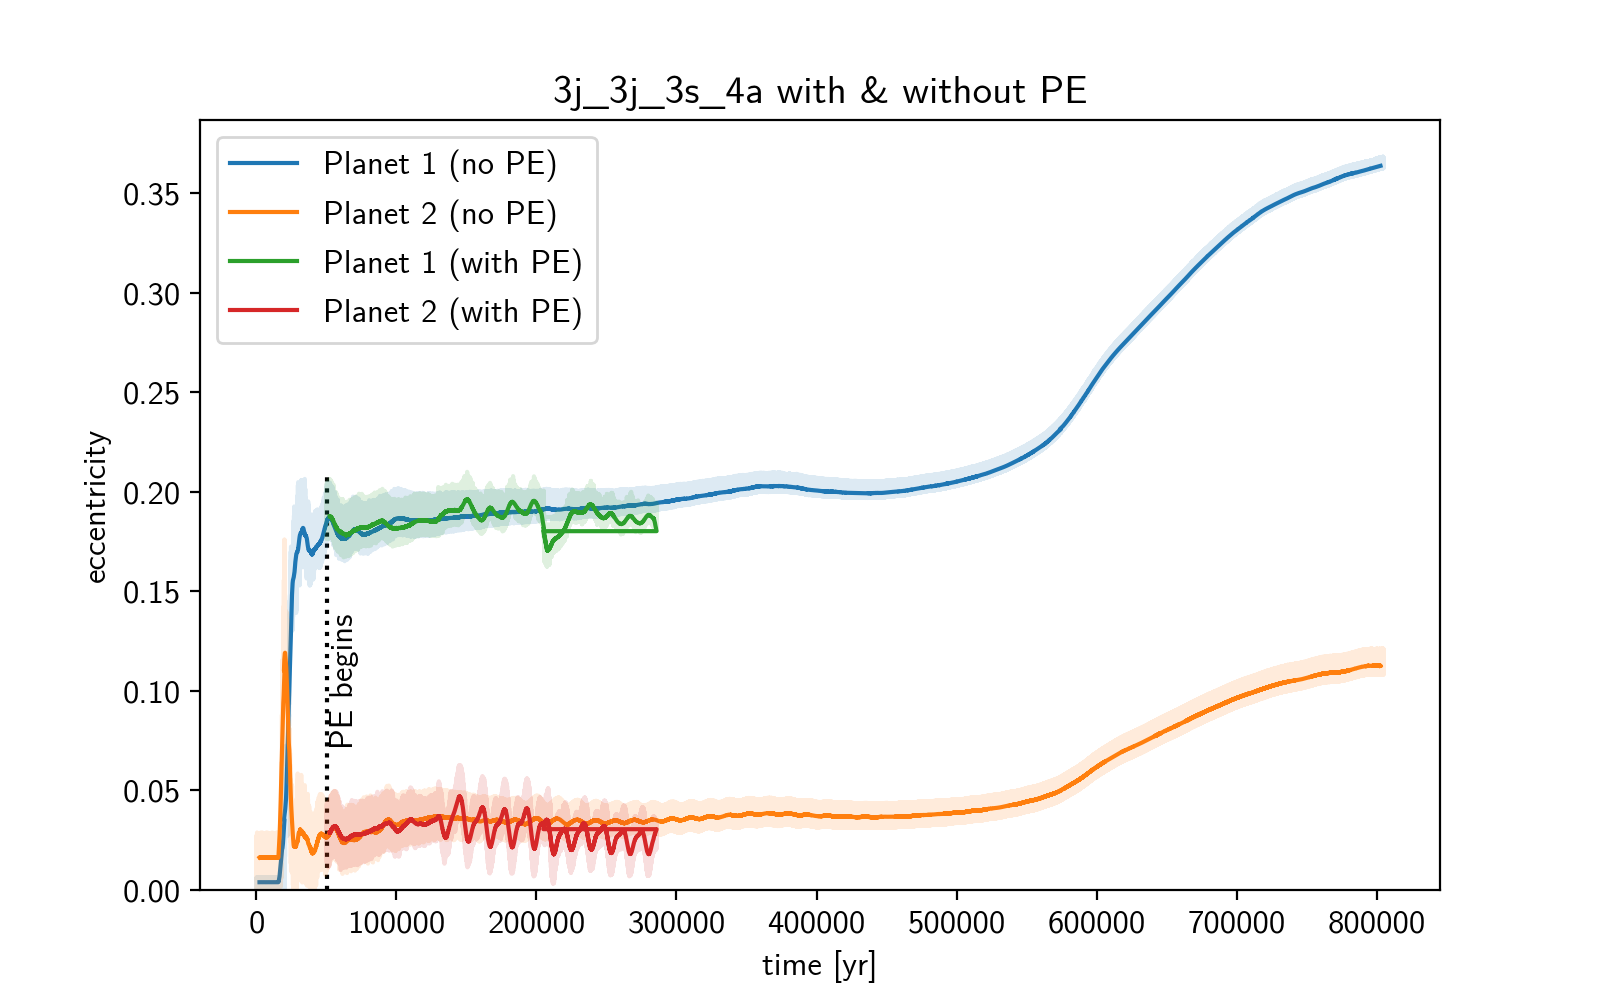 3j_3j_3s_4a with & without PE
Planet 1 (no PE)
Planet 2 (no PE)
Planet 1 (with PE)
Planet 2 (with PE)
0.35
0.30
0.25
0.20
0.15
0.10
0.05
0.00
eccentricity
PE begins
0 100000 200000 300000 400000 500000 600000 700000 800000
time [yr]